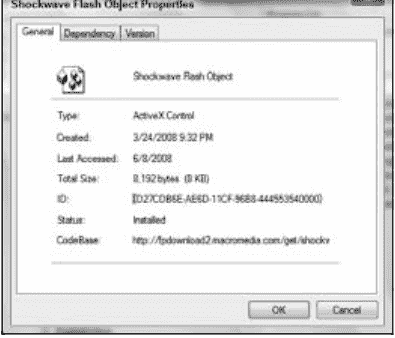 Shockwave Flash Object Properties
General Dependency Version
Shockwave Flash Object
Type: ActiveX Control
Created: 3/24/2008 9:32 PM
Last Accessed: 6/8/2008
Total Size: 8,192 bytes (8 KB)
ID: {D27CDB6E-AE6D-11CF-96B8-444553540000}
Status: Installed
CodeBase: http://fpdownload2.macromedia.com/get/shockv
OK Cancel